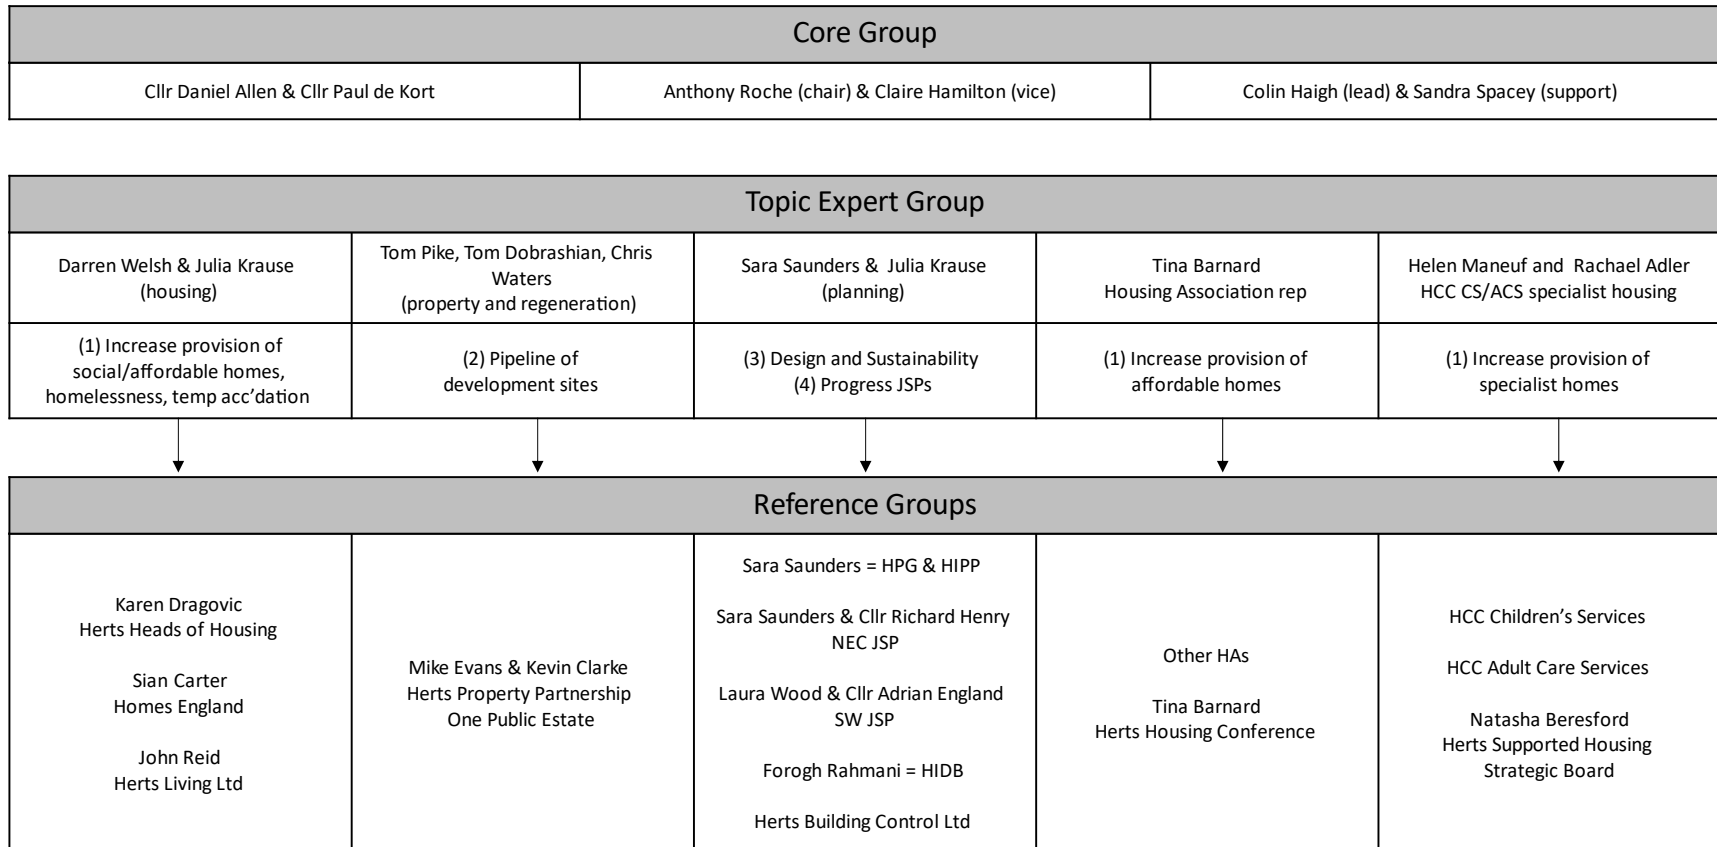 Core Group
Cllr Daniel Allen & Cllr Paul de Kort
Anthony Roche (chair) & Claire Hamilton (vice)
Colin Haigh (lead) & Sandra Spacey (support)
Topic Expert Group
Darren Welsh & Julia Krause
(housing)
Tom Pike, Tom Dobrashian, Chris
Waters
(property and regeneration)
Sara Saunders & Julia Krause
(planning)
Tina Barnard
Housing Association rep
Helen Maneuf and Rachael Adler
HCC CS/ACS specialist housing
(1) Increase provision of
social/affordable homes,
homelessness, temp acc’dation
(2) Pipeline of
development sites
(3) Design and Sustainability
(4) Progress JSPs
(1) Increase provision of
affordable homes
(1) Increase provision of
specialist homes
Reference Groups
Karen Dragovic
Herts Heads of Housing
Sian Carter
Homes England
John Reid
Herts Living Ltd
Mike Evans & Kevin Clarke
Herts Property Partnership
One Public Estate
Sara Saunders = HPG & HIPP
Sara Saunders & Cllr Richard Henry
NEC JSP
Laura Wood & Cllr Adrian England
SW JSP
Forogh Rahmani = HIDB
Herts Building Control Ltd
Other HAs
Tina Barnard
Herts Housing Conference
HCC Children’s Services
HCC Adult Care Services
Natasha Beresford
Herts Supported Housing
Strategic Board